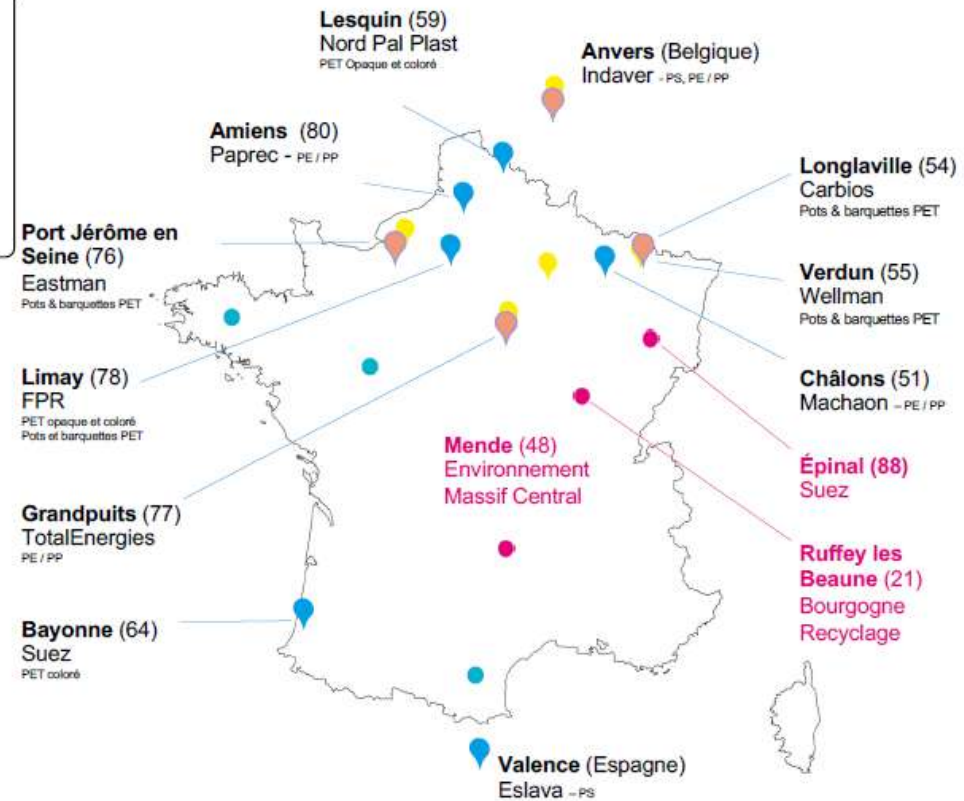 Lesquin (59)
Nord Pal Plast
PET Opaque et coloré
Anvers (Belgique)
Indaver - PS, PE / PP
Amiens (80)
Paprec - PE / PP
Longlaville (54)
Carbios
Pots & barquettes PET
Port Jérôme en
Seine (76)
Eastman
Pots & barquettes PET
Verdun (55)
Wellman
Pots & barquettes PET
Limay (78)
FPR
PET opaque et coloré
Pots et barquettes PET
Châlons (51)
Machaon – PE / PP
Mende (48)
Environnement
Massif Central
Épinal (88)
Suez
Grandpuits (77)
TotalEnergies
PE / PP
Ruffey les
Beaune (21)
Bourgogne
Recyclage
Bayonne (64)
Suez
PET coloré
Valence (Espagne)
Eslava – PS